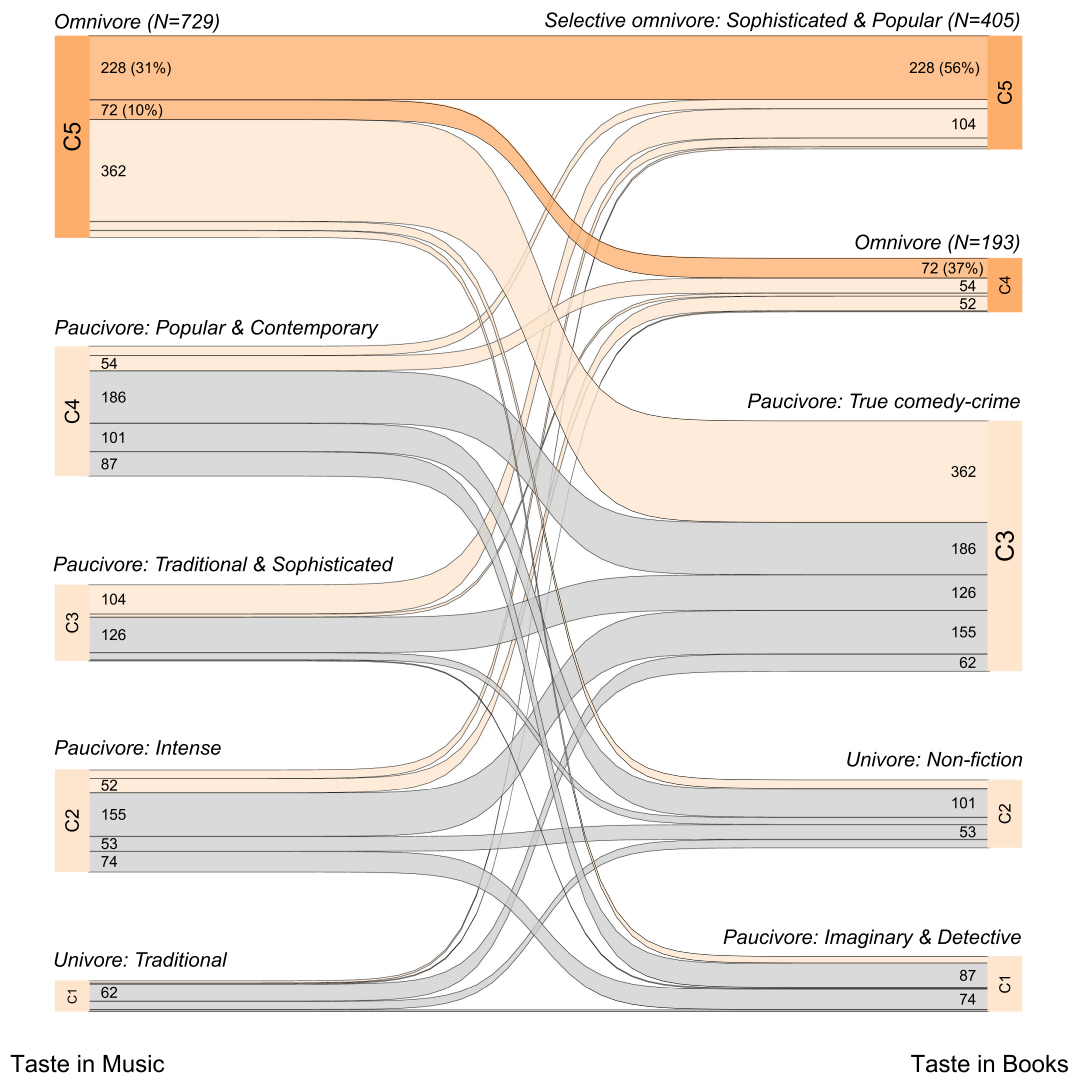 Omnivore (N=729)
Selective omnivore: Sophisticated & Popular (N=405)
C5
228 (31%)
72 (10%)
362
228 (56%)
104
C5
Omnivore (N=193)
72 (37%)
54
52
C4
Paucivore: Popular & Contemporary
C4
54
186
101
87
Paucivore: True comedy-crime
362
186
126
155
62
C3
Paucivore: Traditional & Sophisticated
C3
104
126
Paucivore: Intense
C2
52
155
53
74
Univore: Non-fiction
101
53
C2
Univore: Traditional
C1
62
Paucivore: Imaginary & Detective
87
74
C1
Taste in Music
Taste in Books